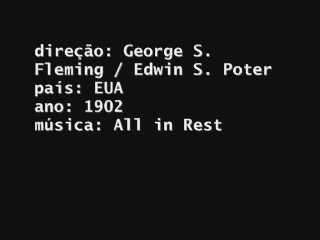 direção: George S.
Fleming / Edwin S. Poter
país: EUA
ano: 1902
música: All in Rest